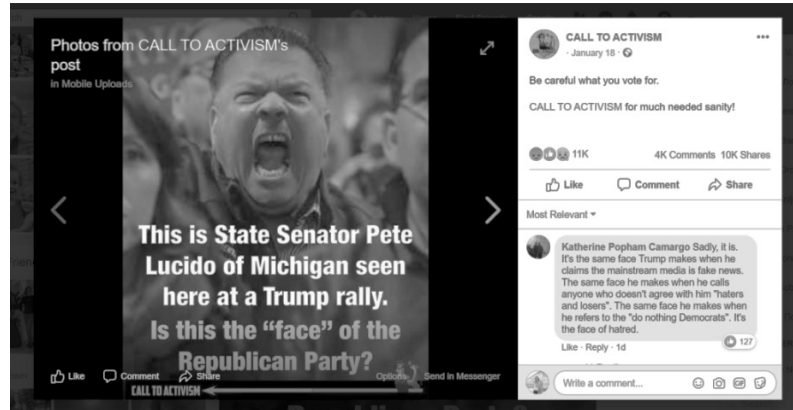 Photos from CALL TO ACTIVISM's
post
in Mobile Uploads
This is State Senator Pete
Lucido of Michigan seen
here at a Trump rally.
Is this the “face” of the
Republican Party?
Like Comment Share
Options Send in Messenger
CALL TO ACTIVISM
CALL TO ACTIVISM
· January 18 ·
Be careful what you vote for.
CALL TO ACTIVISM for much needed sanity!
11K 4K Comments 10K Shares
Like Comment Share
Most Relevant
Katherine Popham Camargo Sadly, it is.
It's the same face Trump makes when he
claims the mainstream media is fake news.
The same face he makes when he calls
anyone who doesn't agree with him "haters
and losers". The same face he makes when
he refers to the "do nothing Democrats". It's
the face of hatred.
127
Like · Reply · 1d
Write a comment...
GIF